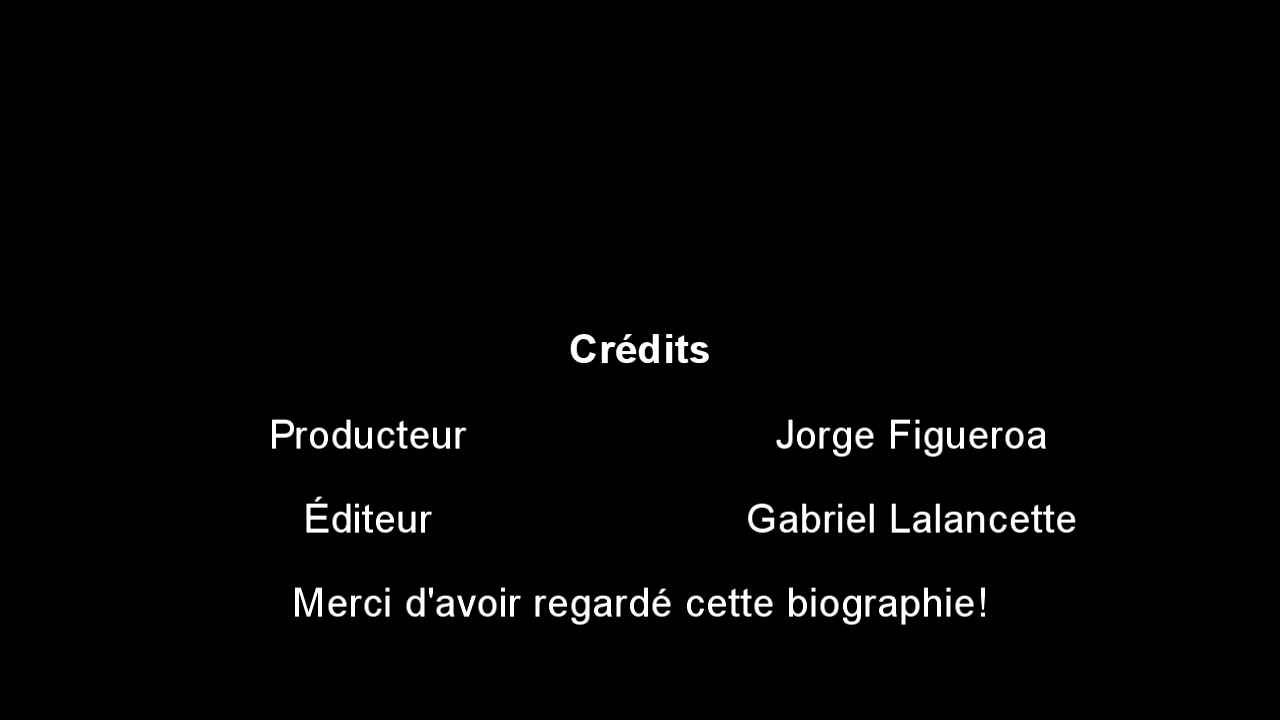 Crédits
Producteur Jorge Figueroa
Éditeur Gabriel Lalancette
Merci d'avoir regardé cette biographie!